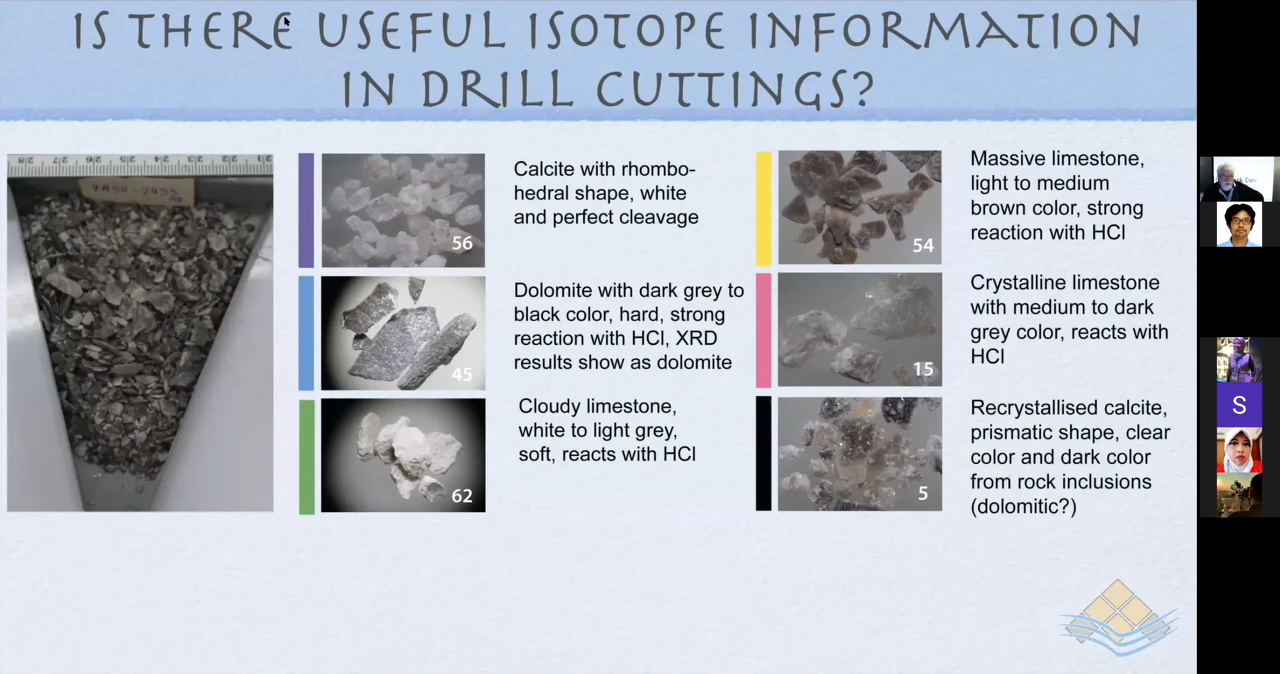 IS THERE USEFUL ISOTOPE INFORMATION
IN DRILL CUTTINGS?
Calcite with rhombo-
hedral shape, white
and perfect cleavage
56
Dolomite with dark grey to
black color, hard, strong
reaction with HCl, XRD
results show as dolomite
45
Cloudy limestone,
white to light grey,
soft, reacts with HCl
62
Massive limestone,
light to medium
brown color, strong
reaction with HCl
54
Crystalline limestone
with medium to dark
grey color, reacts with
HCl
15
Recrystallised calcite,
prismatic shape, clear
color and dark color
from rock inclusions
(dolomitic?)
5
S